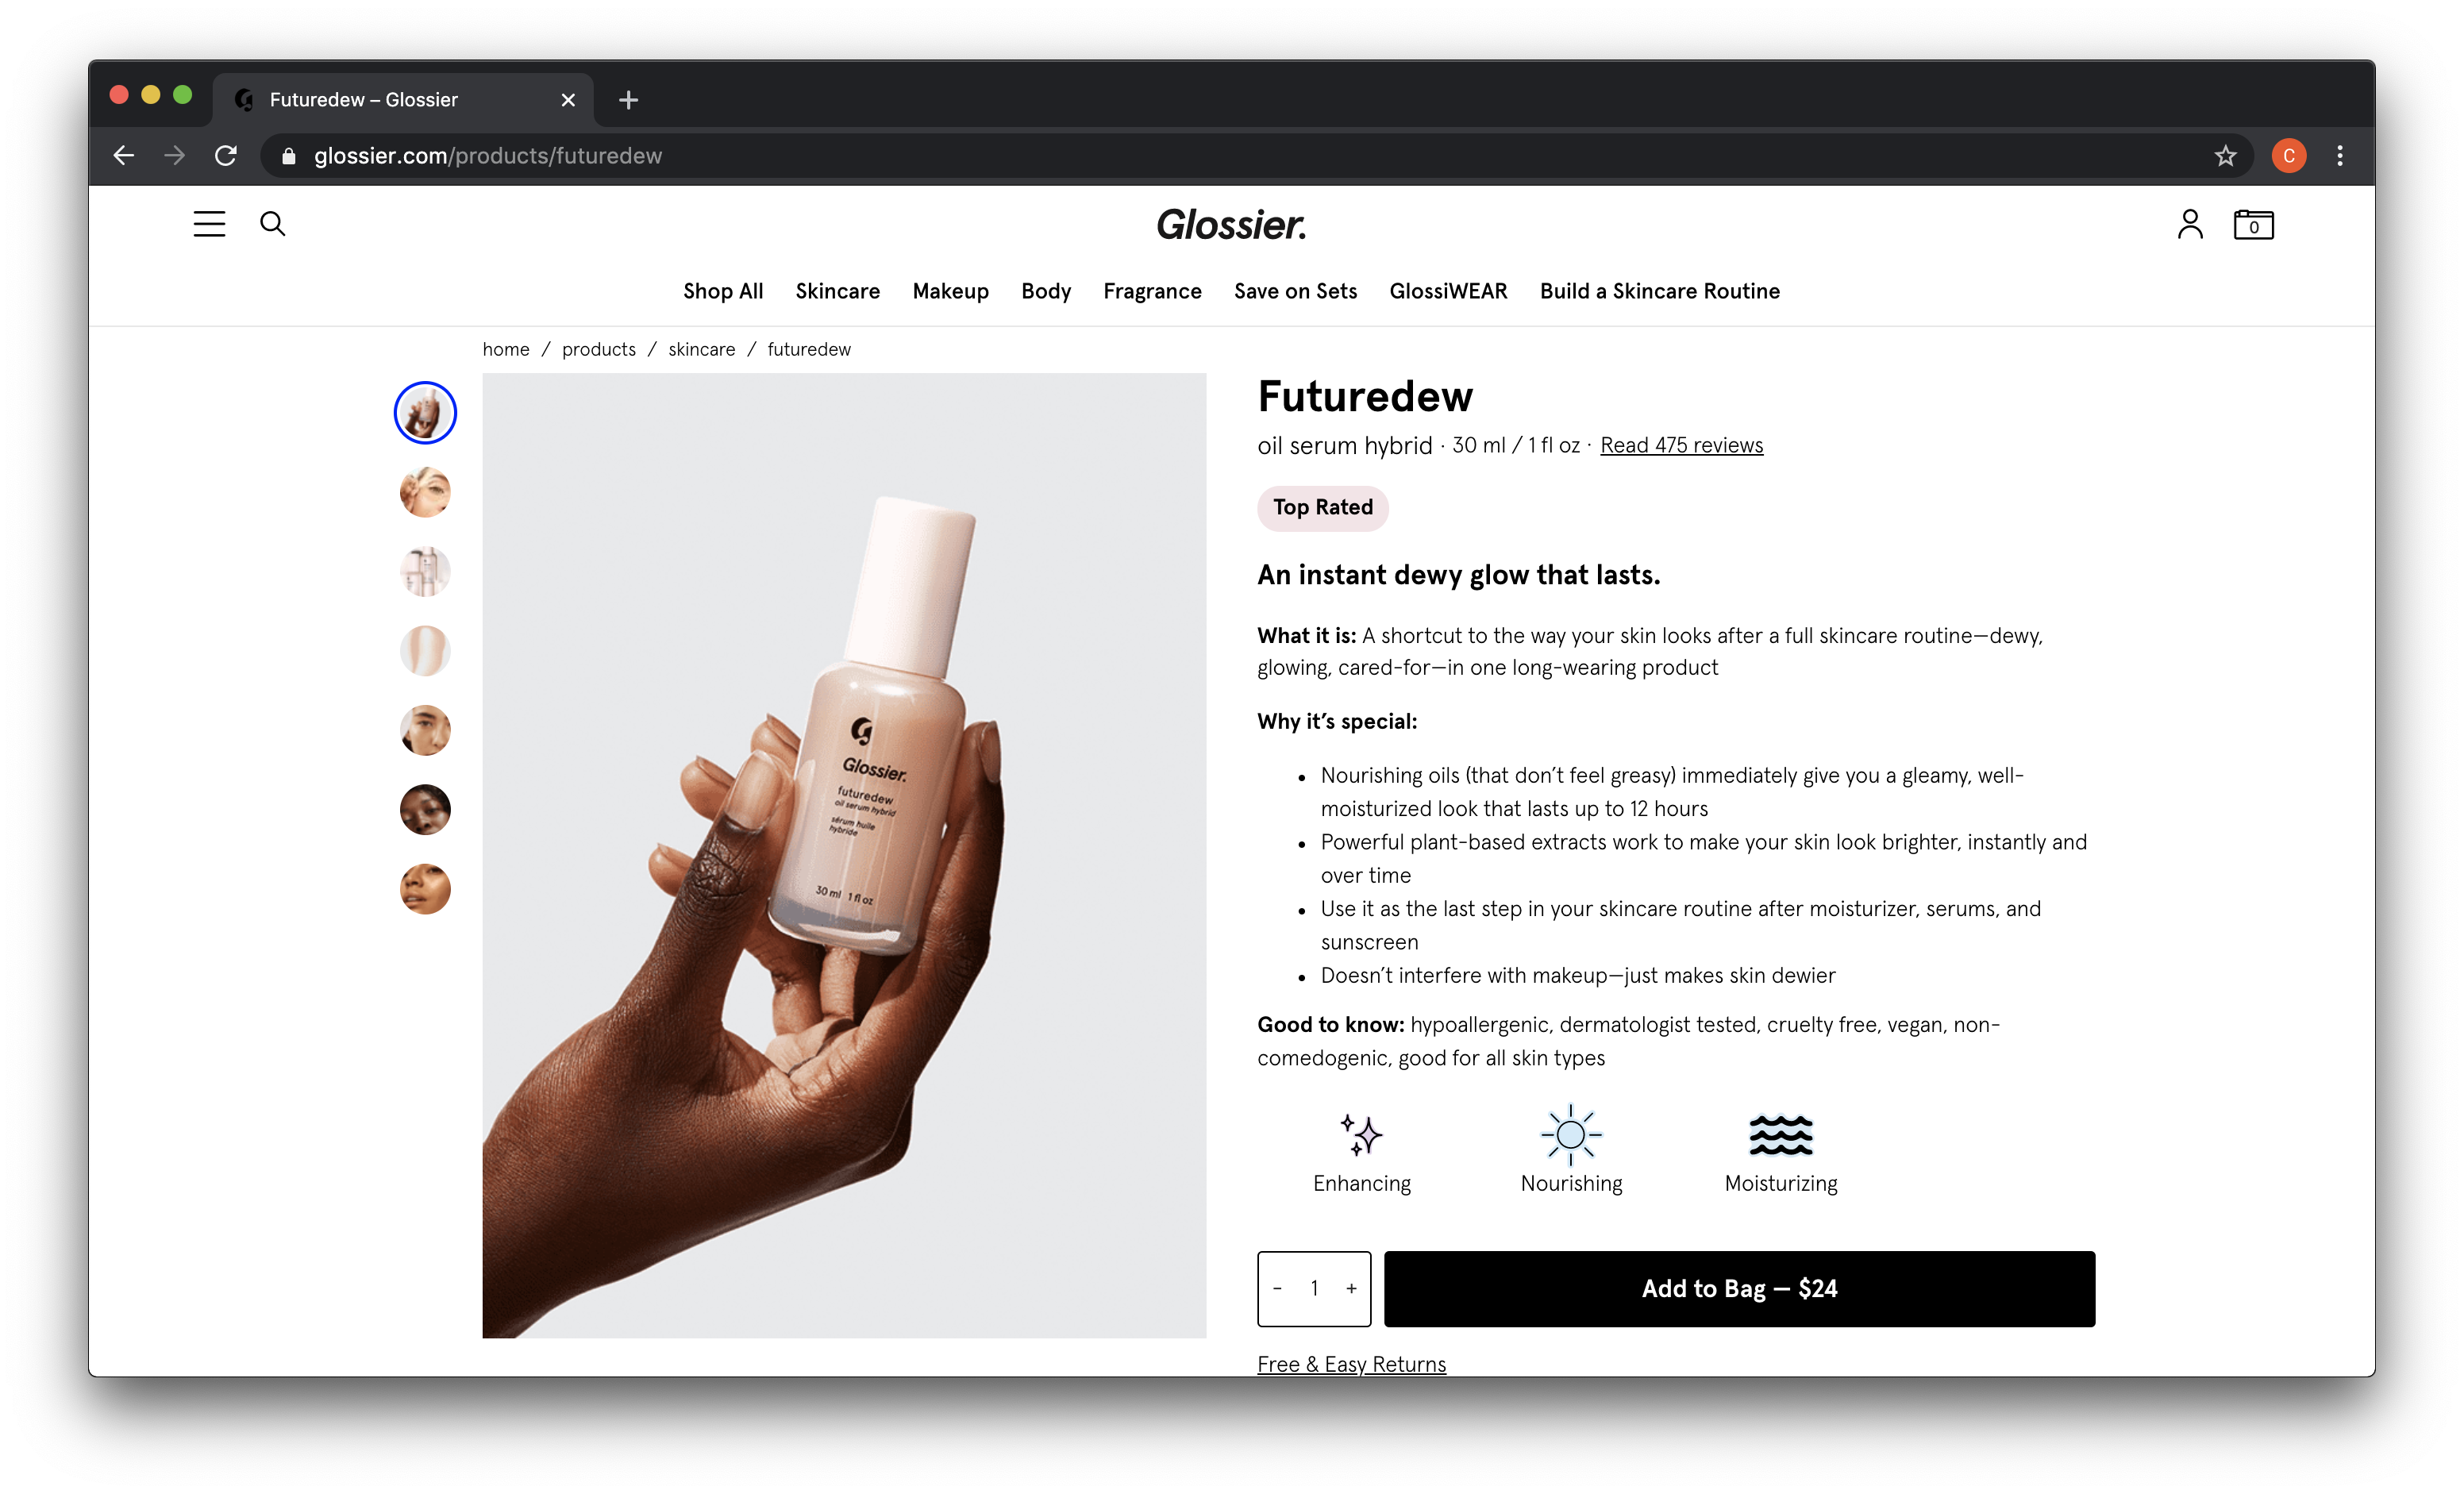 Futuredew – Glossier
glossier.com/products/futuredew
C
Glossier.
0
Shop All Skincare Makeup Body Fragrance Save on Sets GlossiWEAR Build a Skincare Routine
home / products / skincare / futuredew
Glossier.
futuredew
oil serum hybrid
sérum huile
hybride
30 ml 1 fl oz
Futuredew
oil serum hybrid · 30 ml / 1 fl oz · Read 475 reviews
Top Rated
An instant dewy glow that lasts.
What it is: A shortcut to the way your skin looks after a full skincare routine—dewy,
glowing, cared-for—in one long-wearing product
Why it’s special:
• Nourishing oils (that don’t feel greasy) immediately give you a gleamy, well-
moisturized look that lasts up to 12 hours
• Powerful plant-based extracts work to make your skin look brighter, instantly and
over time
• Use it as the last step in your skincare routine after moisturizer, serums, and
sunscreen
• Doesn’t interfere with makeup—just makes skin dewier
Good to know: hypoallergenic, dermatologist tested, cruelty free, vegan, non-
comedogenic, good for all skin types
Enhancing Nourishing Moisturizing
- 1 + Add to Bag — $24
Free & Easy Returns